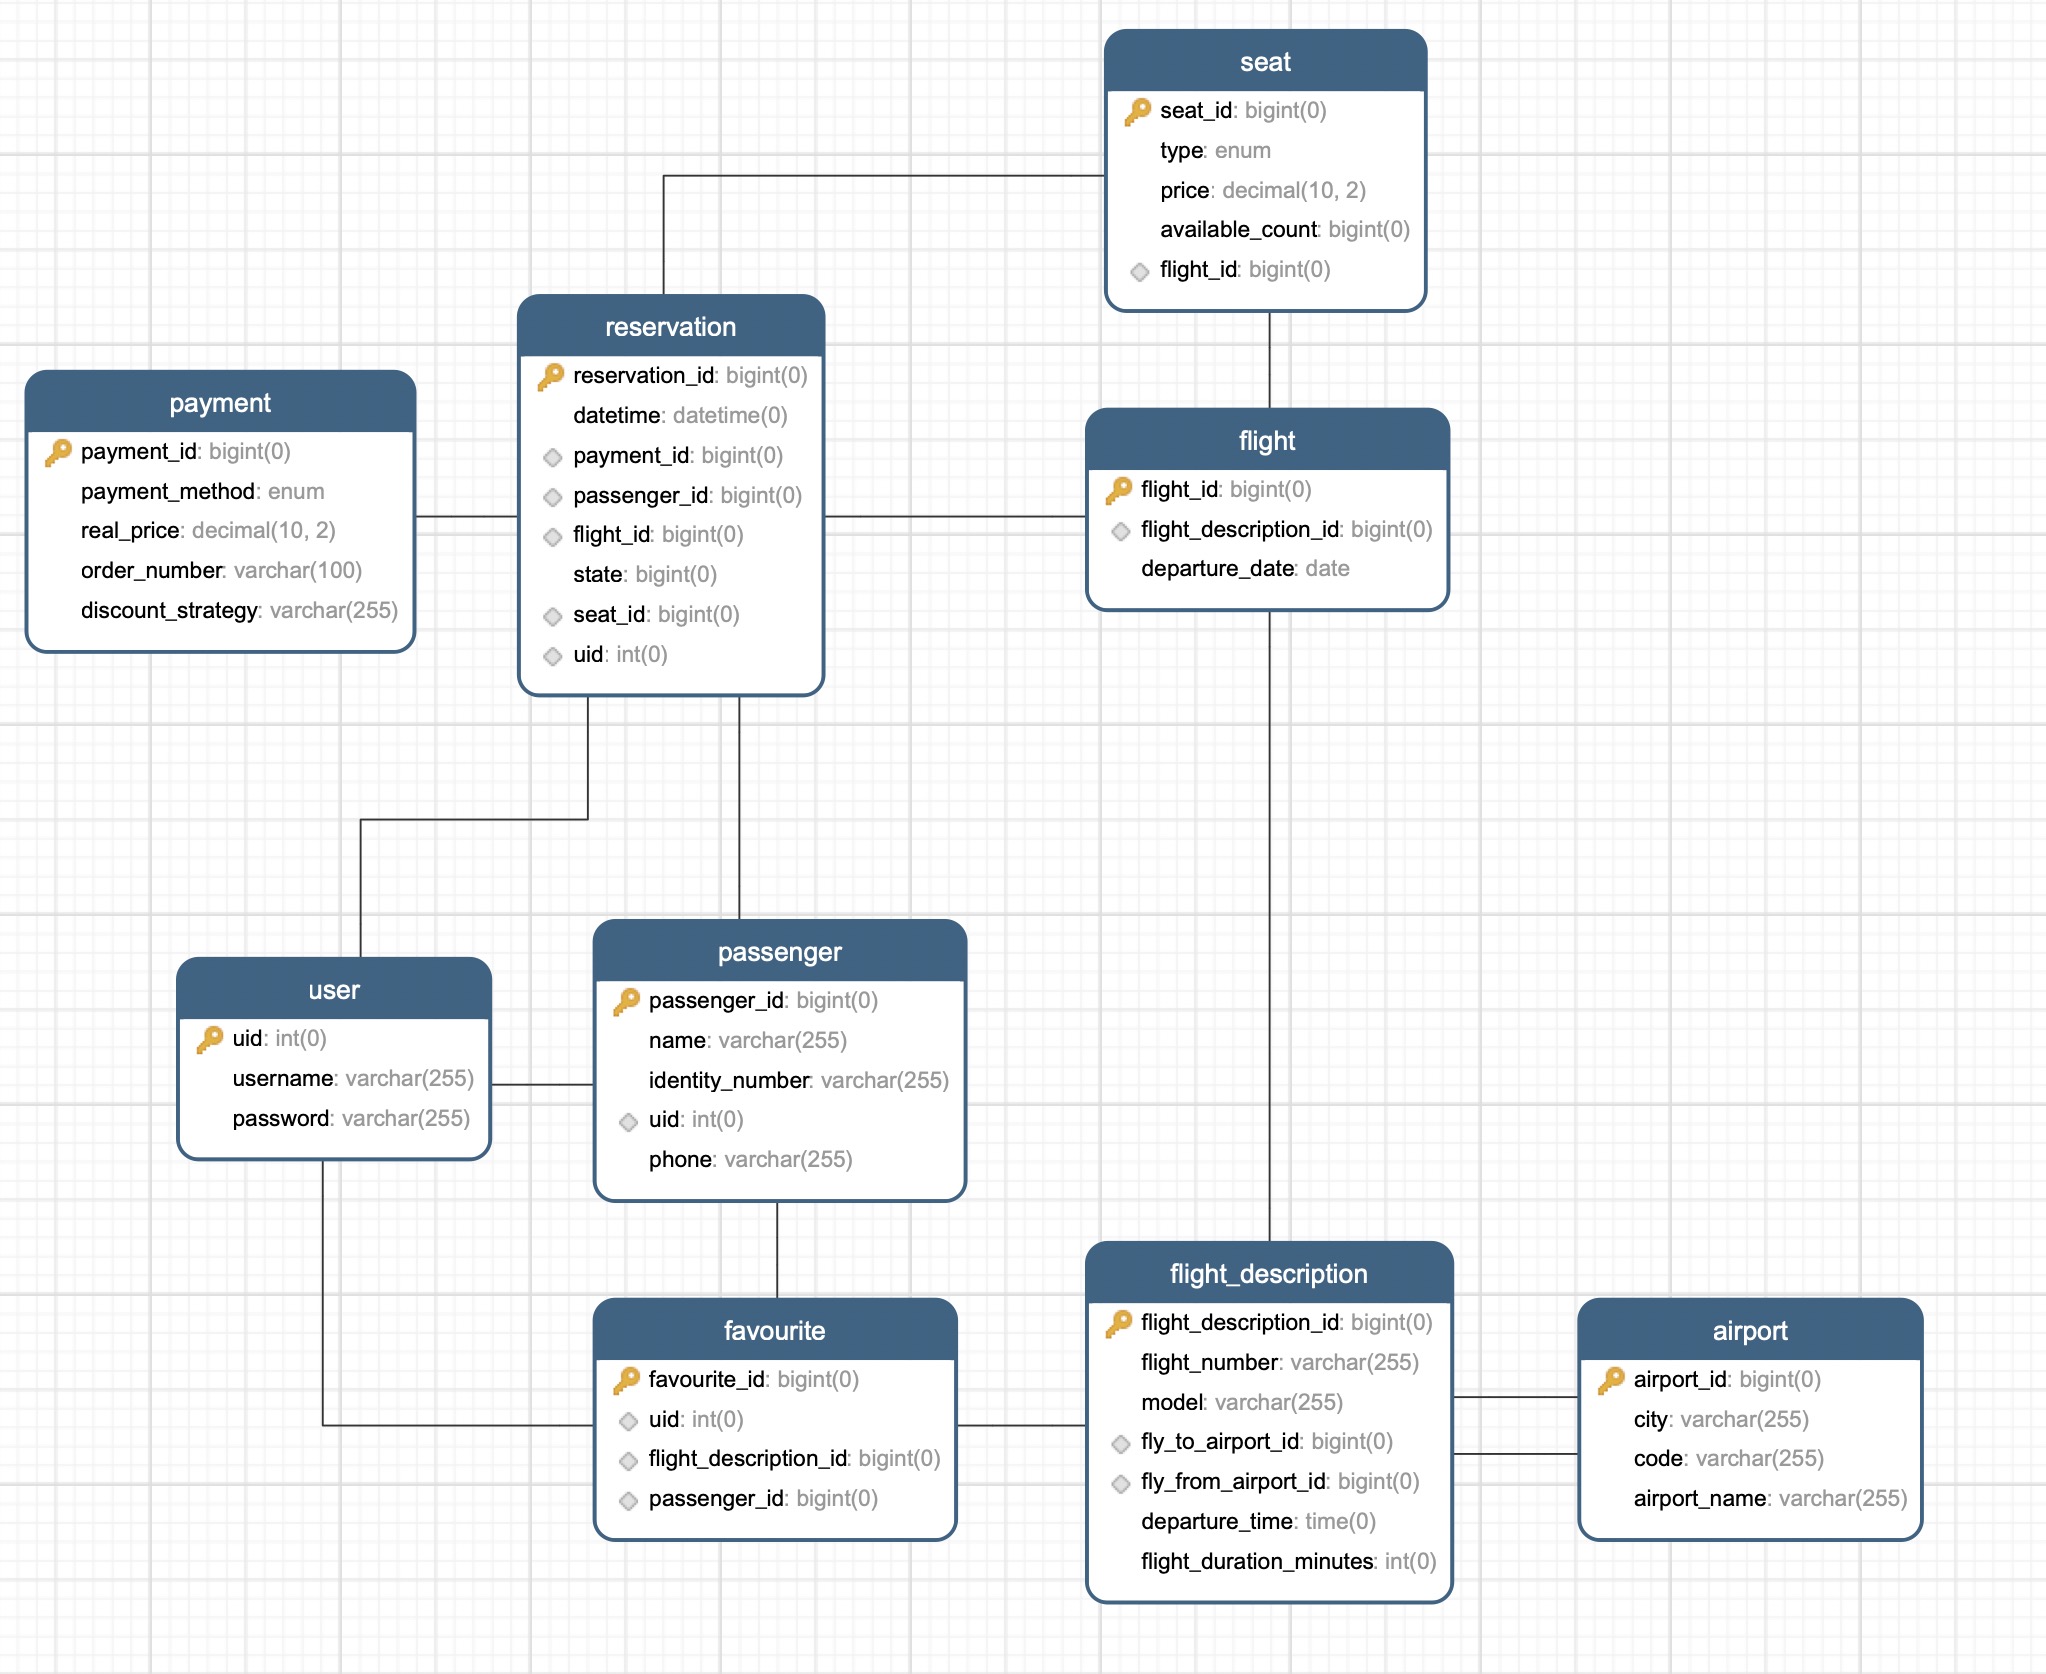 seat
seat_id: bigint(0)
type: enum
price: decimal(10, 2)
available_count: bigint(0)
flight_id: bigint(0)
reservation
reservation_id: bigint(0)
datetime: datetime(0)
payment_id: bigint(0)
passenger_id: bigint(0)
flight_id: bigint(0)
state: bigint(0)
seat_id: bigint(0)
uid: int(0)
payment
payment_id: bigint(0)
payment_method: enum
real_price: decimal(10, 2)
order_number: varchar(100)
discount_strategy: varchar(255)
flight
flight_id: bigint(0)
flight_description_id: bigint(0)
departure_date: date
user
uid: int(0)
username: varchar(255)
password: varchar(255)
passenger
passenger_id: bigint(0)
name: varchar(255)
identity_number: varchar(255)
uid: int(0)
phone: varchar(255)
favourite
favourite_id: bigint(0)
uid: int(0)
flight_description_id: bigint(0)
passenger_id: bigint(0)
flight_description
flight_description_id: bigint(0)
flight_number: varchar(255)
model: varchar(255)
fly_to_airport_id: bigint(0)
fly_from_airport_id: bigint(0)
departure_time: time(0)
flight_duration_minutes: int(0)
airport
airport_id: bigint(0)
city: varchar(255)
code: varchar(255)
airport_name: varchar(255)